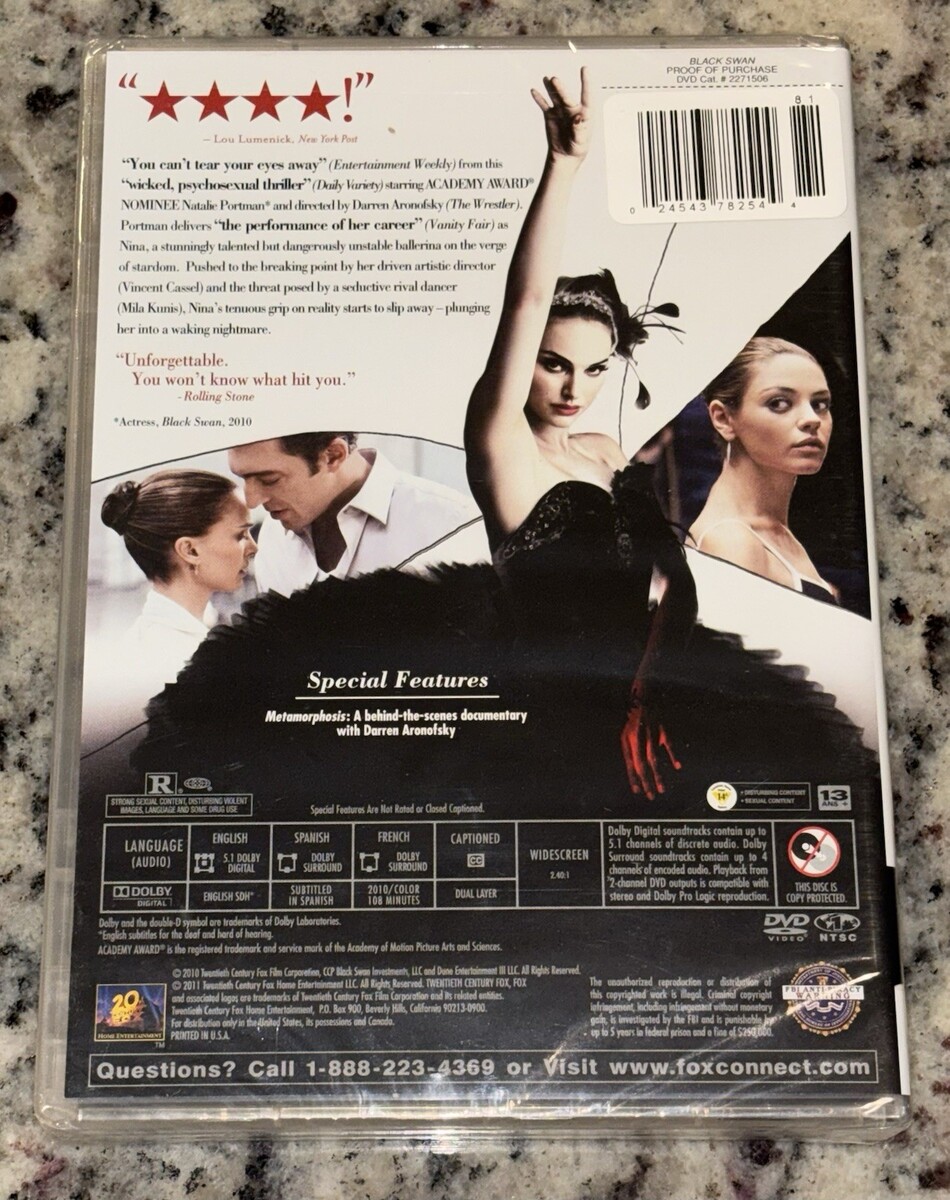 “★★★★!”
– Lou Lumenick, New York Post
BLACK SWAN
PROOF OF PURCHASE
DVD Cat. # 2271506
81
0 24543 78254 4
“You can't tear your eyes away” (Entertainment Weekly) from this
“wicked, psychosexual thriller” (Daily Variety) starring ACADEMY AWARD®
NOMINEE Natalie Portman* and directed by Darren Aronofsky (The Wrestler).
Portman delivers “the performance of her career” (Vanity Fair) as
Nina, a stunningly talented but dangerously unstable ballerina on the verge
of stardom. Pushed to the breaking point by her driven artistic director
(Vincent Cassel) and the threat posed by a seductive rival dancer
(Mila Kunis), Nina's tenuous grip on reality starts to slip away – plunging
her into a waking nightmare.
“Unforgettable.
You won't know what hit you.”
- Rolling Stone
*Actress, Black Swan, 2010
Special Features
Metamorphosis: A behind-the-scenes documentary
with Darren Aronofsky
R
STRONG SEXUAL CONTENT, DISTURBING VIOLENT
IMAGES, LANGUAGE AND SOME DRUG USE
Special Features Are Not Rated or Closed Captioned.
14
• DISTURBING CONTENT
• SEXUAL CONTENT
13
ANS +
LANGUAGE
(AUDIO)
ENGLISH
5.1 DOLBY
DIGITAL
SPANISH
DOLBY
SURROUND
FRENCH
DOLBY
SURROUND
CAPTIONED
CC
WIDESCREEN
2.40:1
DOLBY
DIGITAL
ENGLISH SDH*
SUBTITLED
IN SPANISH
2010/COLOR
108 MINUTES
DUAL LAYER
Dolby Digital soundtracks contain up to
5.1 channels of discrete audio. Dolby
Surround soundtracks contain up to 4
channels of encoded audio. Playback from
2-channel DVD outputs is compatible with
stereo and Dolby Pro Logic reproduction.
THIS DISC IS
COPY PROTECTED.
Dolby and the double-D symbol are trademarks of Dolby Laboratories.
*English subtitles for the deaf and hard of hearing.
ACADEMY AWARD® is the registered trademark and service mark of the Academy of Motion Picture Arts and Sciences.
DVD
VIDEO
NTSC
20
HOME ENTERTAINMENT
TM
© 2010 Twentieth Century Fox Film Corporation, CCP Black Swan Investments, LLC and Dune Entertainment III LLC. All Rights Reserved.
© 2011 Twentieth Century Fox Home Entertainment LLC. All Rights Reserved. TWENTIETH CENTURY FOX, FOX
and associated logos are trademarks of Twentieth Century Fox Film Corporation and its related entities.
Twentieth Century Fox Home Entertainment, P.O. Box 900, Beverly Hills, California 90213-0900.
For distribution only in the United States, its possessions and Canada.
PRINTED IN U.S.A.
The unauthorized reproduction or distribution of
this copyrighted work is illegal. Criminal copyright
infringement, including infringement without monetary
gain, is investigated by the FBI and is punishable by
up to 5 years in federal prison and a fine of $250,000.
FBI ANTI-PIRACY
WARNING
Questions? Call 1-888-223-4369 or Visit www.foxconnect.com